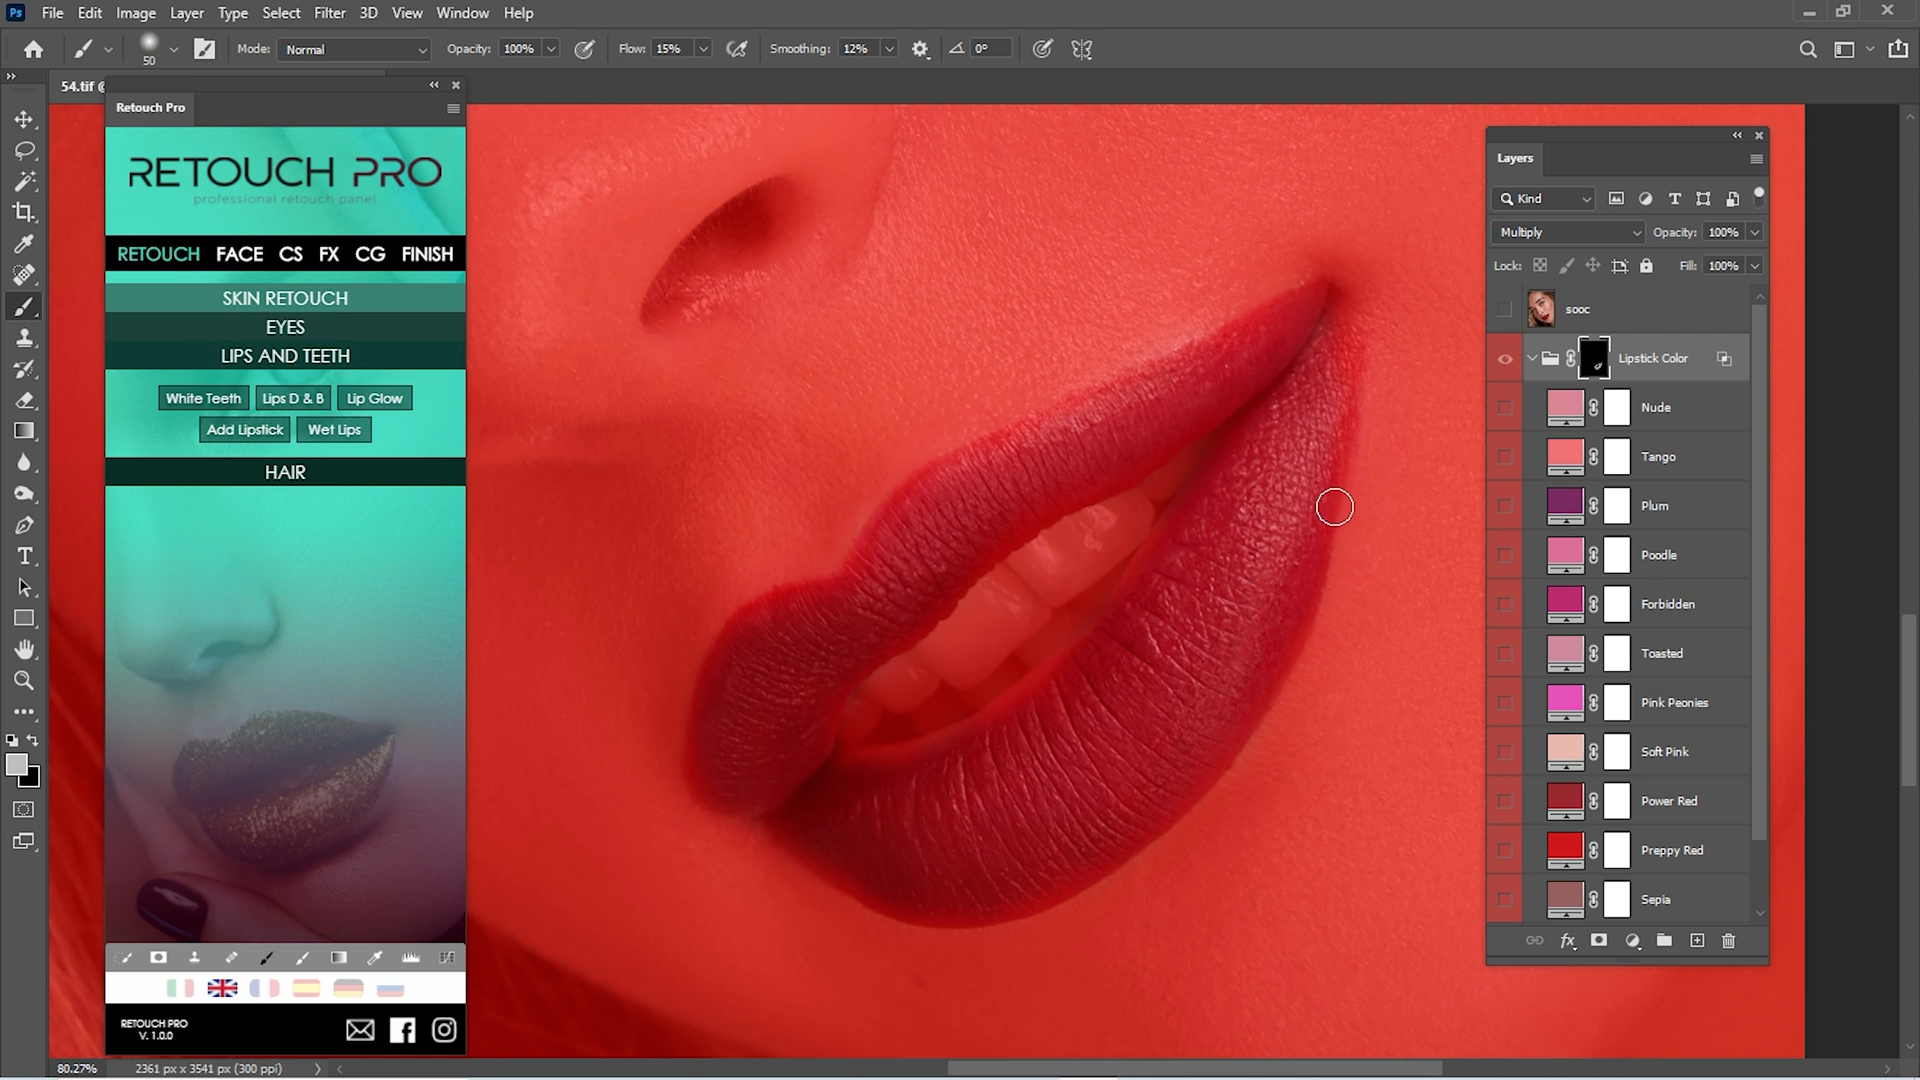 Ps File Edit Image Layer Type Select Filter 3D View Window Help
50 Mode: Normal Opacity: 100% Flow: 15% Smoothing: 12% 0°
54.tif @
Retouch Pro
RETOUCH PRO
professional retouch panel
RETOUCH FACE CS FX CG FINISH
SKIN RETOUCH
EYES
LIPS AND TEETH
White Teeth Lips D & B Lip Glow
Add Lipstick Wet Lips
HAIR
RETOUCH PRO
V. 1.0.0
Layers
Kind
Multiply Opacity: 100%
Lock: Fill: 100%
sooc
Lipstick Color
Nude
Tango
Plum
Poodle
Forbidden
Toasted
Pink Peonies
Soft Pink
Power Red
Preppy Red
Sepia
fx
80.27% 2361 px x 3541 px (300 ppi)